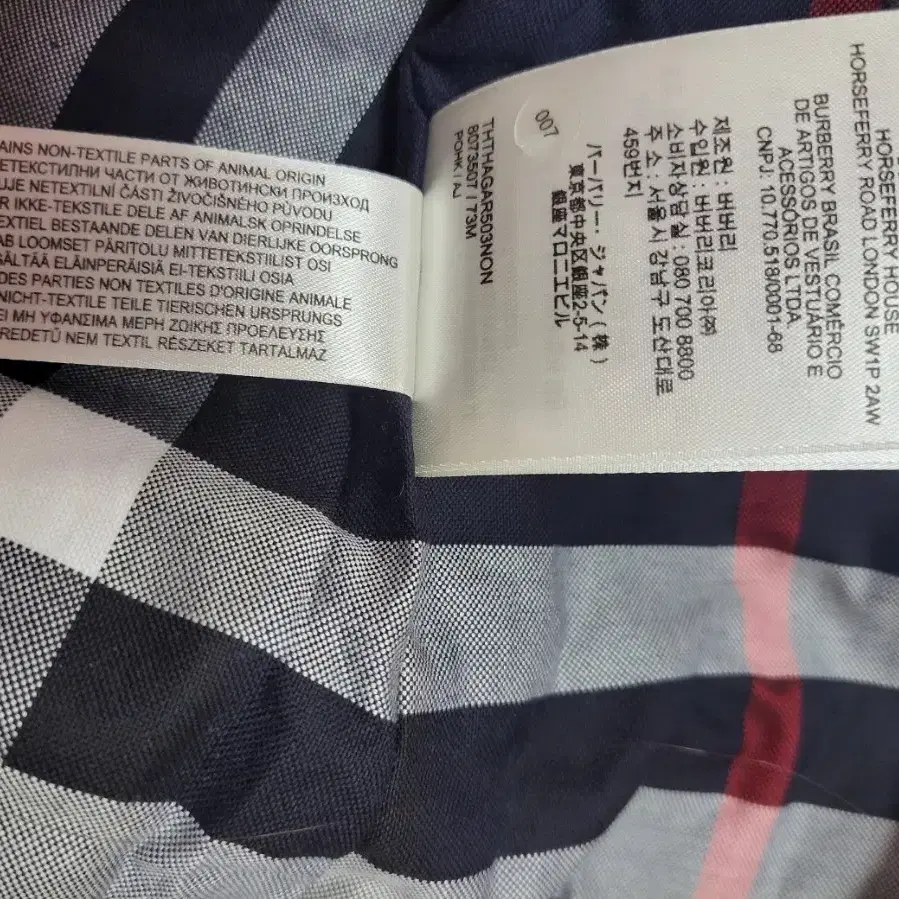 AINS NON-TEXTILE PARTS OF ANIMAL ORIGIN
НЕТЕКСТИЛНИ ЧАСТИ ОТ ЖИВОТИНСКИ ПРОИЗХОД
UJE NETEXTILNÍ ČÁSTI ŽIVOČIŠNÉHO PŮVODU
R IKKE-TEKSTILE DELE AF ANIMALSK OPRINDELSE
EXTIEL BESTAANDE DELEN VAN DIERLIJKE OORSPRONG
AB LOOMSET PÄRITOLU MITTETEKSTIILIST OSI
SÄLTÄÄ ELÄINPERÄISIÄ EI-TEKSTIILI OSIA
DES PARTIES NON TEXTILES D'ORIGINE ANIMALE
NICHT-TEXTILE TEILE TIERISCHEN URSPRUNGS
ΕΙ ΜΗ ΥΦΑΝΣΙΜΑ ΜΕΡΗ ΖΩΙΚΗΣ ΠΡΟΕΛΕΥΣΗΣ
REDETŰ NEM TEXTIL RÉSZEKET TARTALMAZ
HORSEFERRY HOUSE
HORSEFERRY ROAD LONDON SW1P 2AW
BURBERRY BRASIL COMÉRCIO
DE ARTIGOS DE VESTUÁRIO E
ACESSÓRIOS LTDA.
CNPJ: 10.770.518/0001-68
제조원 : 버버리
수입원 : 버버리코리아㈜
소비자상담실 : 080 700 8800
주 소 : 서울시 강남구 도산대로
459번지
バーバリー・ジャパン(株)
東京都中央区銀座2-5-14
銀座マロニエビル
007
THTHAGAR503NON
8073507 / 73M
POHHK / AJ